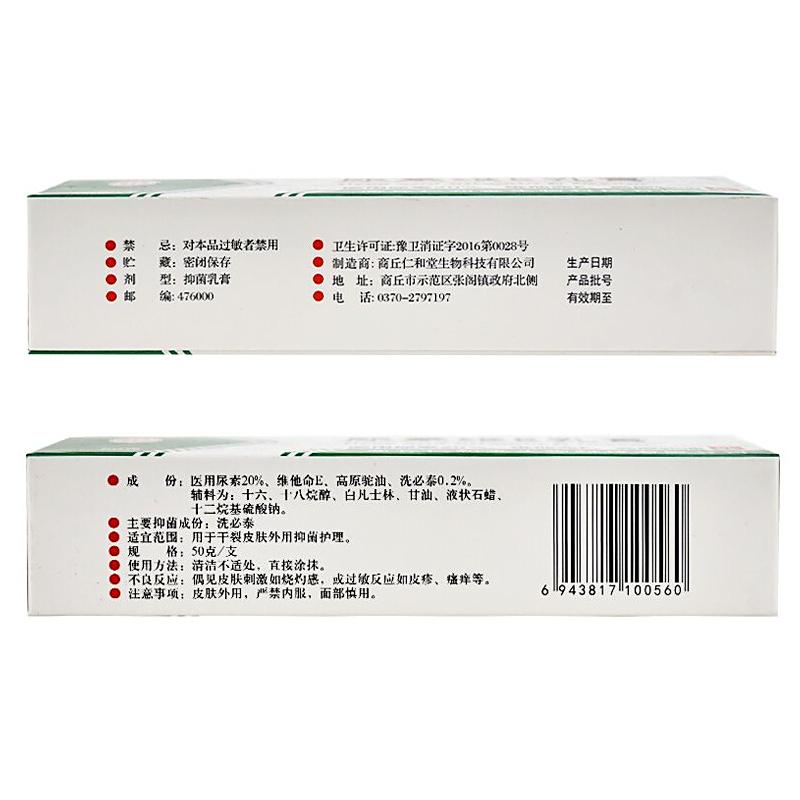 禁　忌：对本品过敏者禁用
贮　藏：密闭保存
剂　型：抑菌乳膏
邮　编：476000
卫生许可证:豫卫消证字2016第0028号
制造商：商丘仁和堂生物科技有限公司
地　址：商丘市示范区张阁镇政府北侧
电　话：0370-2797197
生产日期
产品批号
有效期至
成　份：医用尿素20%、维他命E、高原驼油、洗必泰0.2%。
辅料为：十六、十八烷醇、白凡士林、甘油、液状石蜡、
十二烷基硫酸钠。
主要抑菌成份：洗必泰
适宜范围：用于干裂皮肤外用抑菌护理。
规　格：50克/支
使用方法：清洁不适处，直接涂抹。
不良反应：偶见皮肤刺激如烧灼感，或过敏反应如皮疹、瘙痒等。
注意事项：皮肤外用，严禁内服，面部慎用。
6 943817 100560